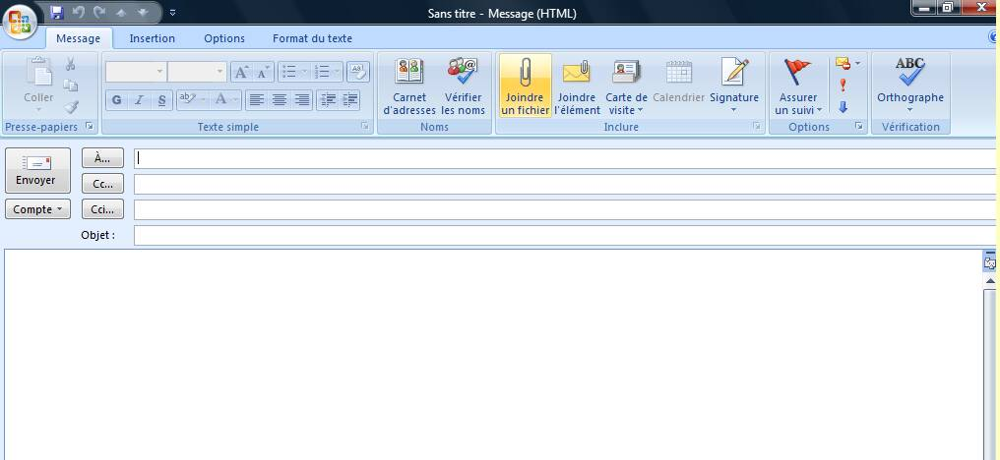 Sans titre - Message (HTML)
Message Insertion Options Format du texte
Coller
Presse-papiers
A A
G I S ab A
Texte simple
Carnet d'adresses
Vérifier les noms
Noms
Joindre un fichier
Joindre l'élément
Carte de visite
Calendrier
Signature
Inclure
Assurer un suivi
Options
ABC
Orthographe
Vérification
Envoyer
À...
Cc...
Compte
Cci...
Objet :